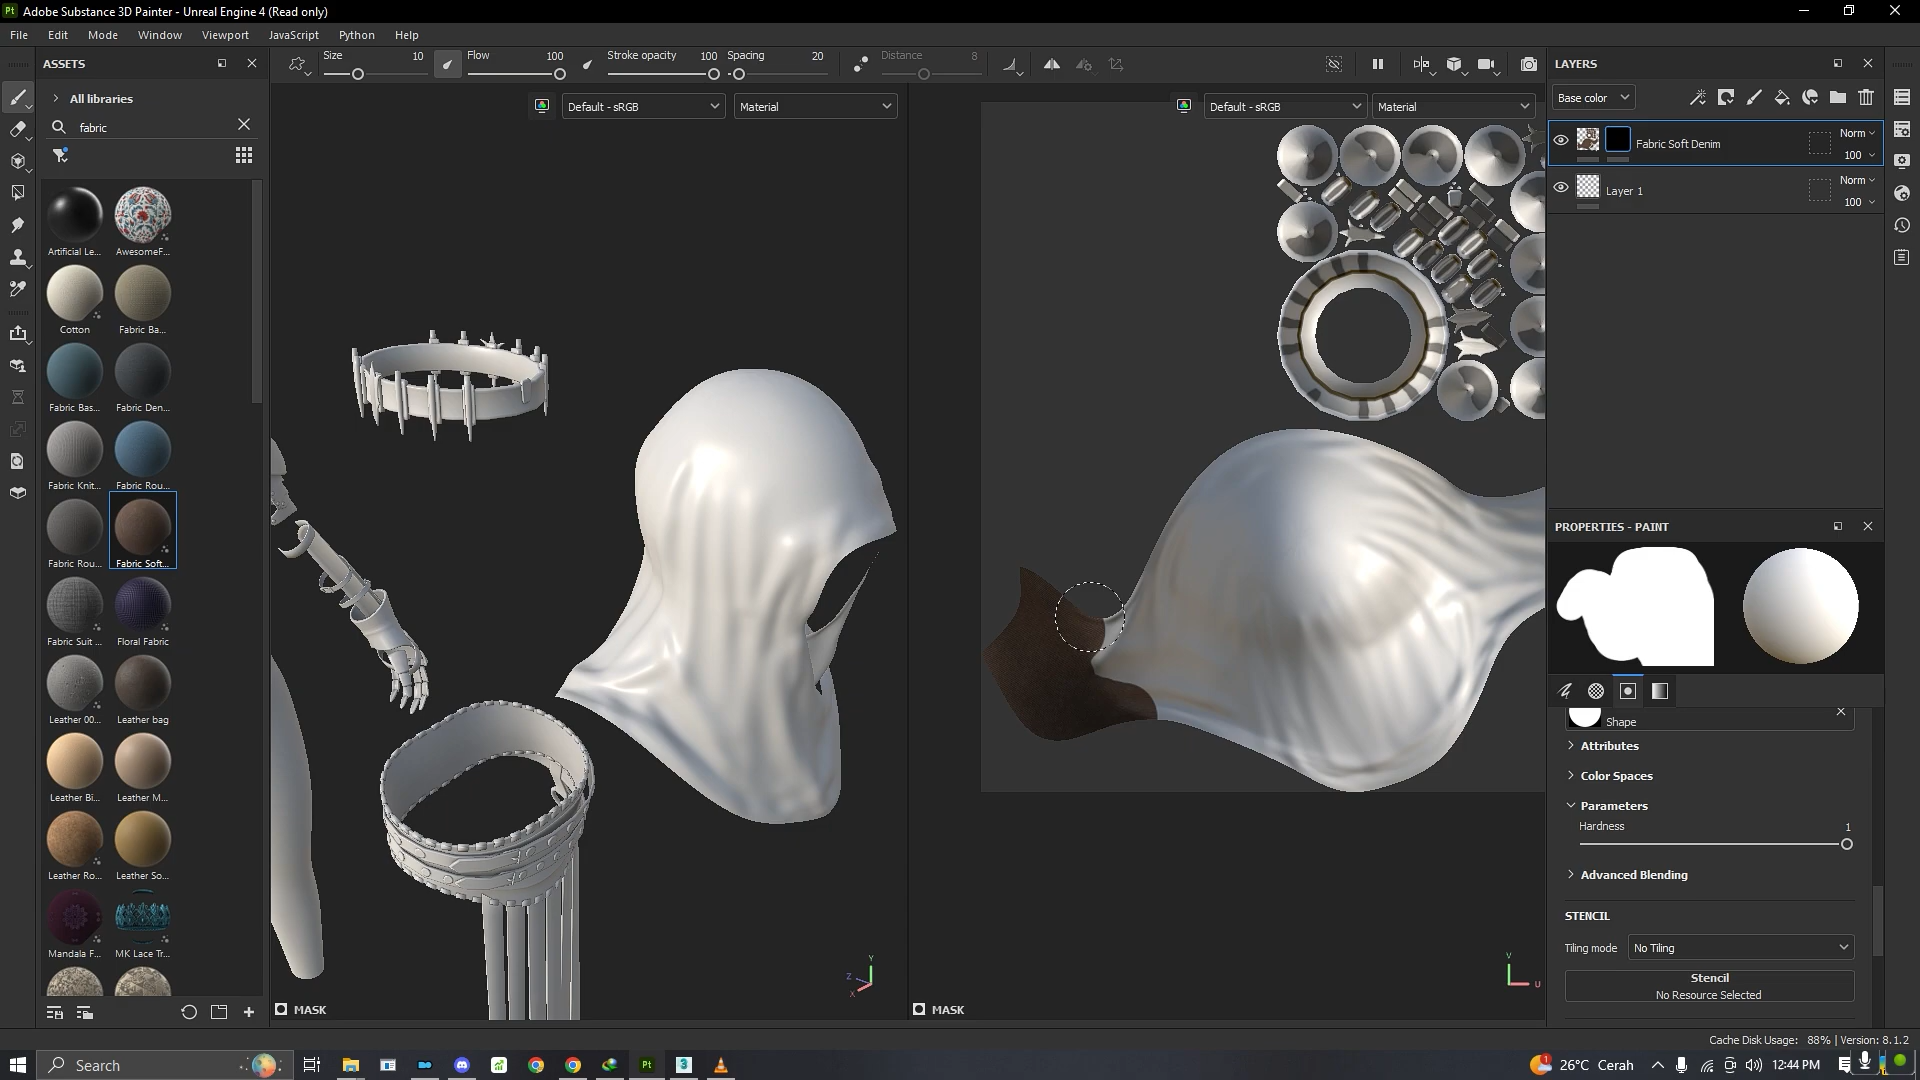 Pt Adobe Substance 3D Painter - Unreal Engine 4 (Read only)
File Edit Mode Window Viewport JavaScript Python Help
ASSETS
All libraries
fabric
Artificial Le...
AwesomeF...
Cotton
Fabric Ba...
Fabric Bas...
Fabric Den...
Fabric Knit...
Fabric Rou...
Fabric Rou...
Fabric Soft...
Fabric Suit ...
Floral Fabric
Leather 00...
Leather bag
Leather Bi...
Leather M...
Leather Ro...
Leather So...
Mandala F...
MK Lace Tr...
Size 10
Flow 100
Stroke opacity 100
Spacing 20
Distance 8
Default - sRGB
Material
Default - sRGB
Material
Y
Z
X
MASK
V
U
MASK
LAYERS
Base color
Fabric Soft Denim
Norm
100
Layer 1
Norm
100
PROPERTIES - PAINT
Shape
Attributes
Color Spaces
Parameters
Hardness 1
Advanced Blending
STENCIL
Tiling mode No Tiling
Stencil
No Resource Selected
Cache Disk Usage: 88% | Version: 8.1.2
Search
Pt
3
1
26°C Cerah
12:44 PM